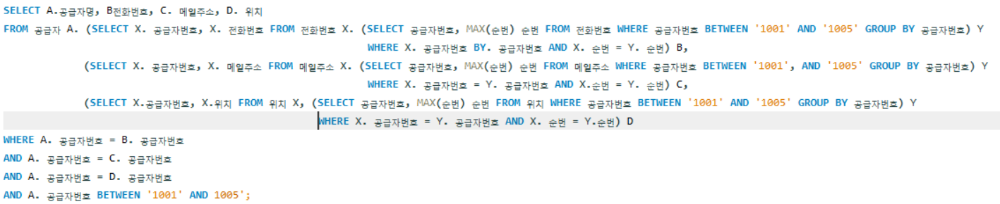 SELECT A.공급자명, B전화번호, C. 메일주소, D. 위치
FROM 공급자 A. (SELECT X. 공급자번호, X. 전화번호 FROM 전화번호 X. (SELECT 공급자번호, MAX(순번) 순번 FROM 전화번호 WHERE 공급자번호 BETWEEN '1001' AND '1005' GROUP BY 공급자번호) Y
WHERE X. 공급자번호 BY. 공급자번호 AND X. 순번 = Y. 순번) B,
(SELECT X. 공급자번호, X. 메일주소 FROM 메일주소 X. (SELECT 공급자번호, MAX(순번) 순번 FROM 메일주소 WHERE 공급자번호 BETWEEN '1001', AND '1005' GROUP BY 공급자번호) Y
WHERE X. 공급자번호 = Y. 공급자번호 AND X.순번 = Y. 순번) C,
(SELECT X.공급자번호, X.위치 FROM 위치 X, (SELECT 공급자번호, MAX(순번) 순번 FROM 위치 WHERE 공급자번호 BETWEEN '1001' AND '1005' GROUP BY 공급자번호) Y
WHERE X. 공급자번호 = Y. 공급자번호 AND X. 순번 = Y.순번) D
WHERE A. 공급자번호 = B. 공급자번호
AND A. 공급자번호 = C. 공급자번호
AND A. 공급자번호 = D. 공급자번호
AND A. 공급자번호 BETWEEN '1001' AND 1005';